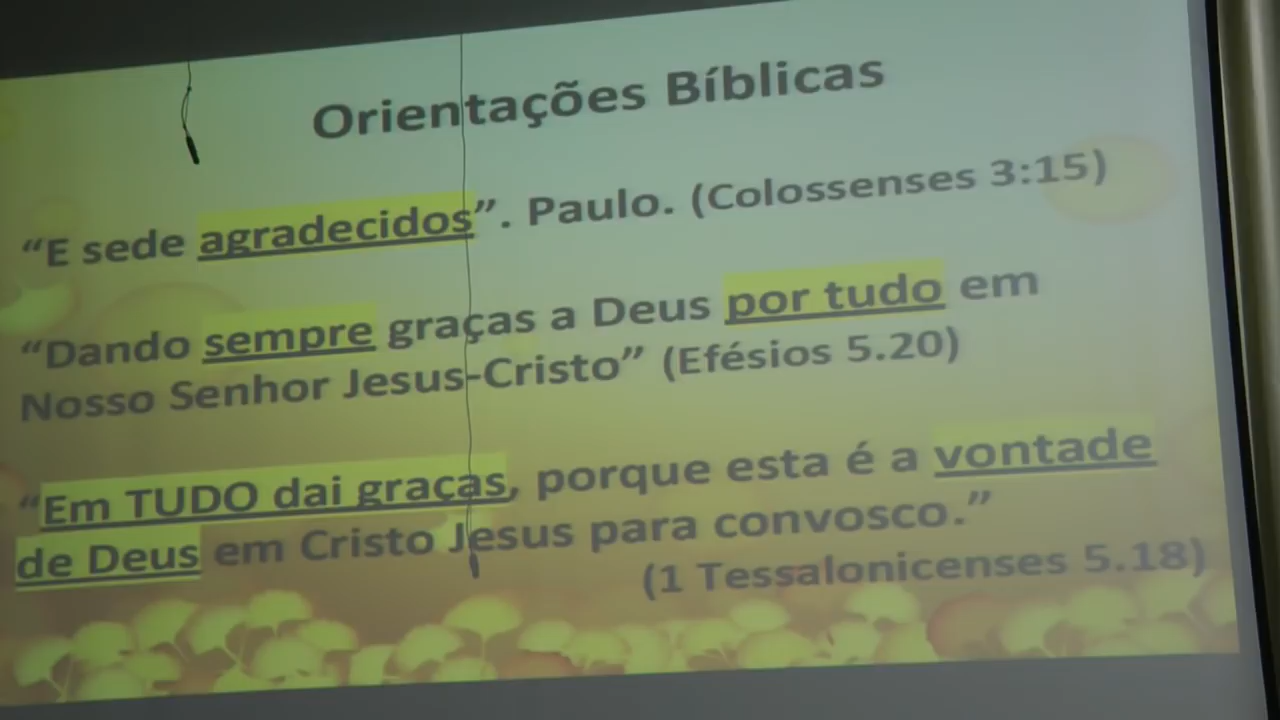 Orientações Bíblicas
“E sede agradecidos”. Paulo. (Colossenses 3:15)
“Dando sempre graças a Deus por tudo em
Nosso Senhor Jesus-Cristo” (Efésios 5.20)
“Em TUDO dai graças, porque esta é a vontade
de Deus em Cristo Jesus para convosco.”
(1 Tessalonicenses 5.18)